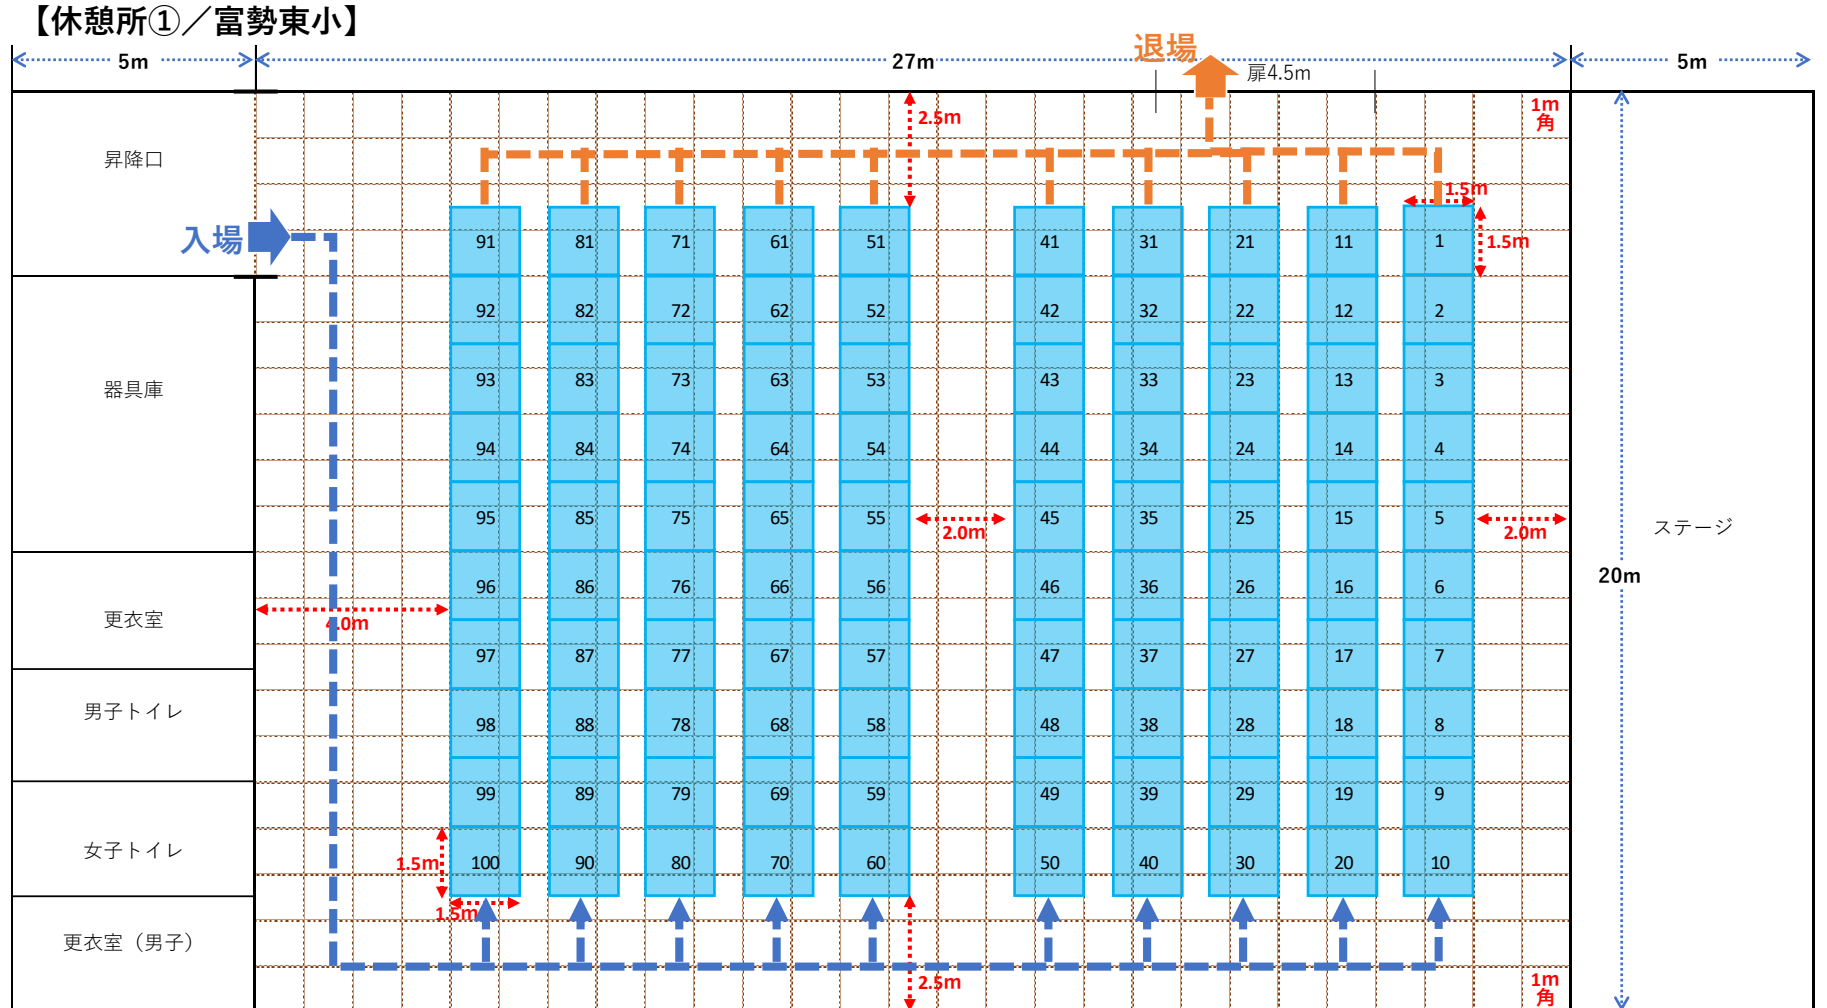 【休憩所①／富勢東小】
退場
5m
27m
5m
扉4.5m
1m
角
2.5m
昇降口
1.5m
入場
91 81 71 61 51 41 31 21 11 1
1.5m
92 82 72 62 52 42 32 22 12 2
器具庫
93 83 73 63 53 43 33 23 13 3
94 84 74 64 54 44 34 24 14 4
95 85 75 65 55 45 35 25 15 5
2.0m
2.0m
ステージ
20m
96 86 76 66 56 46 36 26 16 6
更衣室
4.0m
97 87 77 67 57 47 37 27 17 7
男子トイレ
98 88 78 68 58 48 38 28 18 8
99 89 79 69 59 49 39 29 19 9
女子トイレ
1.5m
100 90 80 70 60 50 40 30 20 10
1.5m
更衣室（男子）
2.5m
1m
角